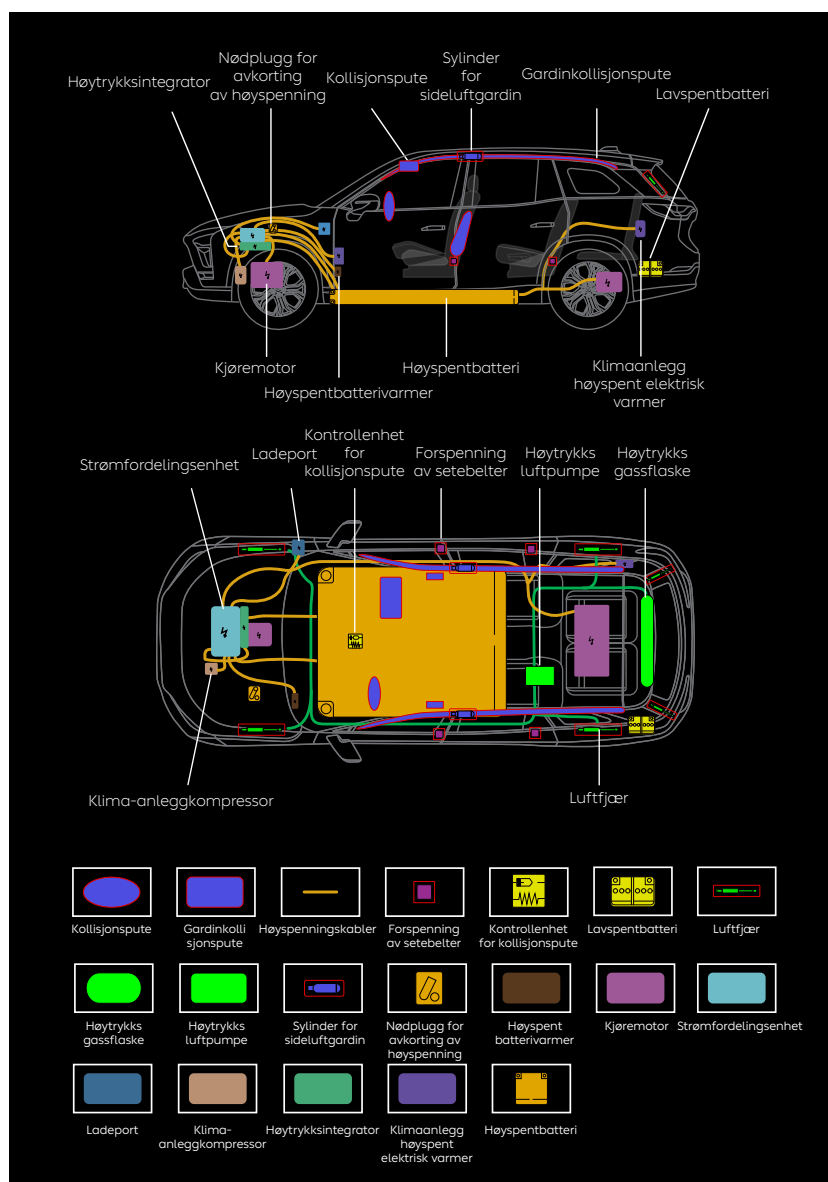 Høytrykksintegrator
Nødplugg for
avkorting
av høyspenning
Kollisjonspute
Sylinder
for
sideluftgardin
Gardinkollisjonspute
Lavspentbatteri
Kjøremotor
Høyspentbatterivarmer
Høyspentbatteri
Klimaanlegg
høyspent elektrisk
varmer
Strømfordelingsenhet
Ladeport
Kontrollenhet
for
kollisjonspute
Forspenning
av setebelter
Høytrykks
luftpumpe
Høytrykks
gassflaske
Klima-anleggkompressor
Luftfjær
Kollisjonspute
Gardinkolli
sjonspute
Høyspenningskabler
Forspenning
av setebelter
Kontrollenhet
for kollisjonspute
Lavspentbatteri
Luftfjær
Høytrykks
gassflaske
Høytrykks
luftpumpe
Sylinder for
sideluftgardin
Nødplugg for
avkorting av
høyspenning
Høyspent
batterivarmer
Kjøremotor
Strømfordelingsenhet
Ladeport
Klima-
anleggkompressor
Høytrykksintegrator
Klimaanlegg
høyspent
elektrisk varmer
Høyspentbatteri